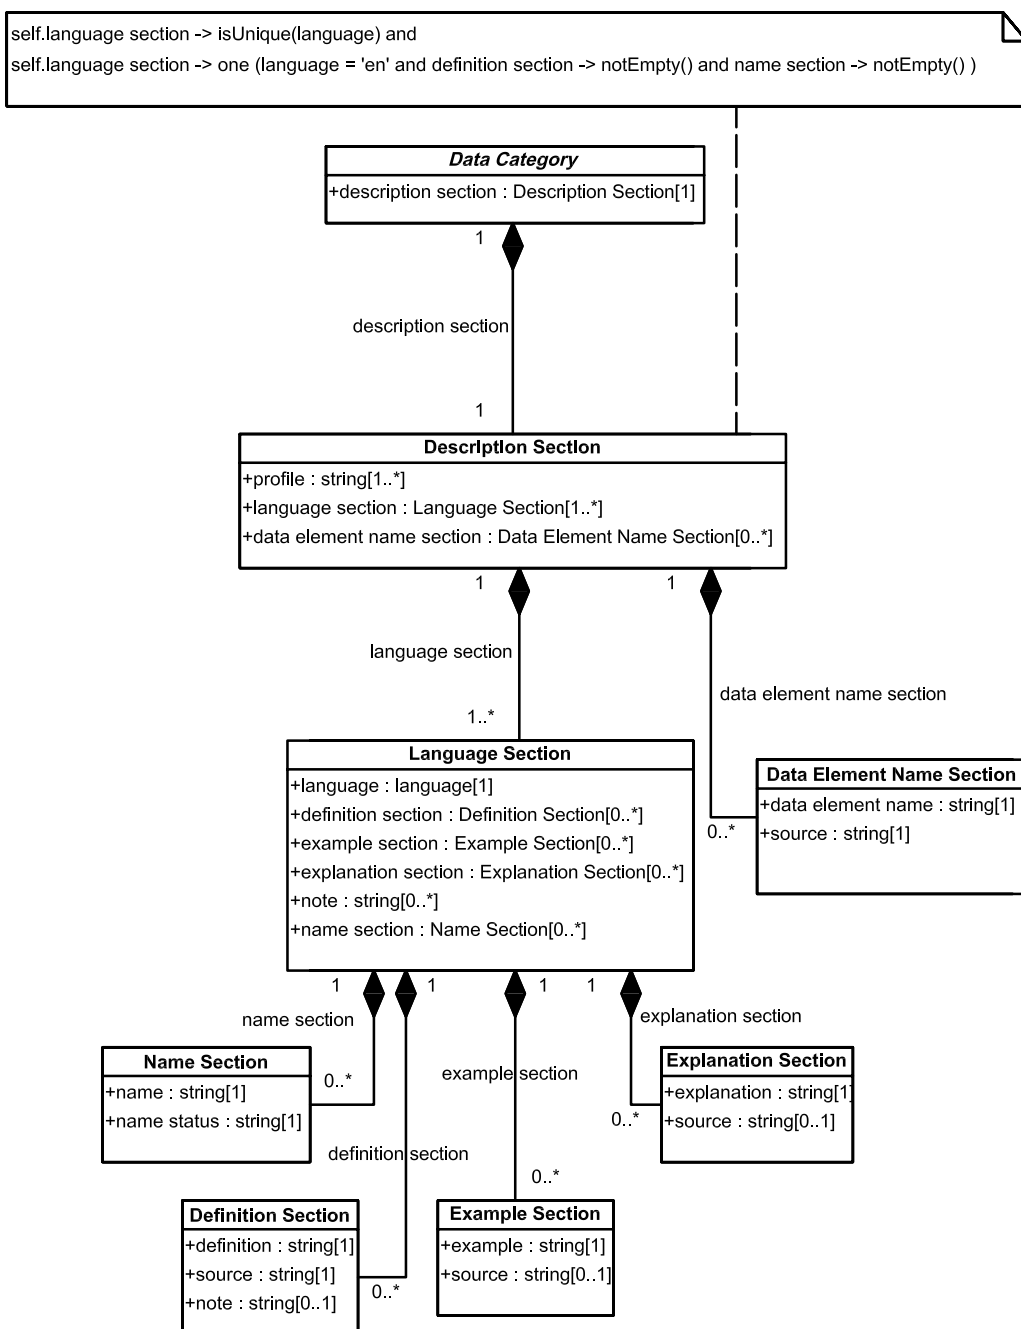 self.language section -> isUnique(language) and
self.language section -> one (language = 'en' and definition section -> notEmpty() and name section -> notEmpty() )
Data Category
+description section : Description Section[1]
1
description section
1
Description Section
+profile : string[1..*]
+language section : Language Section[1..*]
+data element name section : Data Element Name Section[0..*]
1
1
language section
data element name section
1..*
Language Section
+language : language[1]
+definition section : Definition Section[0..*]
+example section : Example Section[0..*]
+explanation section : Explanation Section[0..*]
+note : string[0..*]
+name section : Name Section[0..*]
Data Element Name Section
+data element name : string[1]
+source : string[1]
0..*
1
1
1
1
name section
explanation section
Name Section
+name : string[1]
+name status : string[1]
0..*
example section
Explanation Section
+explanation : string[1]
+source : string[0..1]
0..*
definition section
0..*
Definition Section
+definition : string[1]
+source : string[1]
+note : string[0..1]
0..*
Example Section
+example : string[1]
+source : string[0..1]